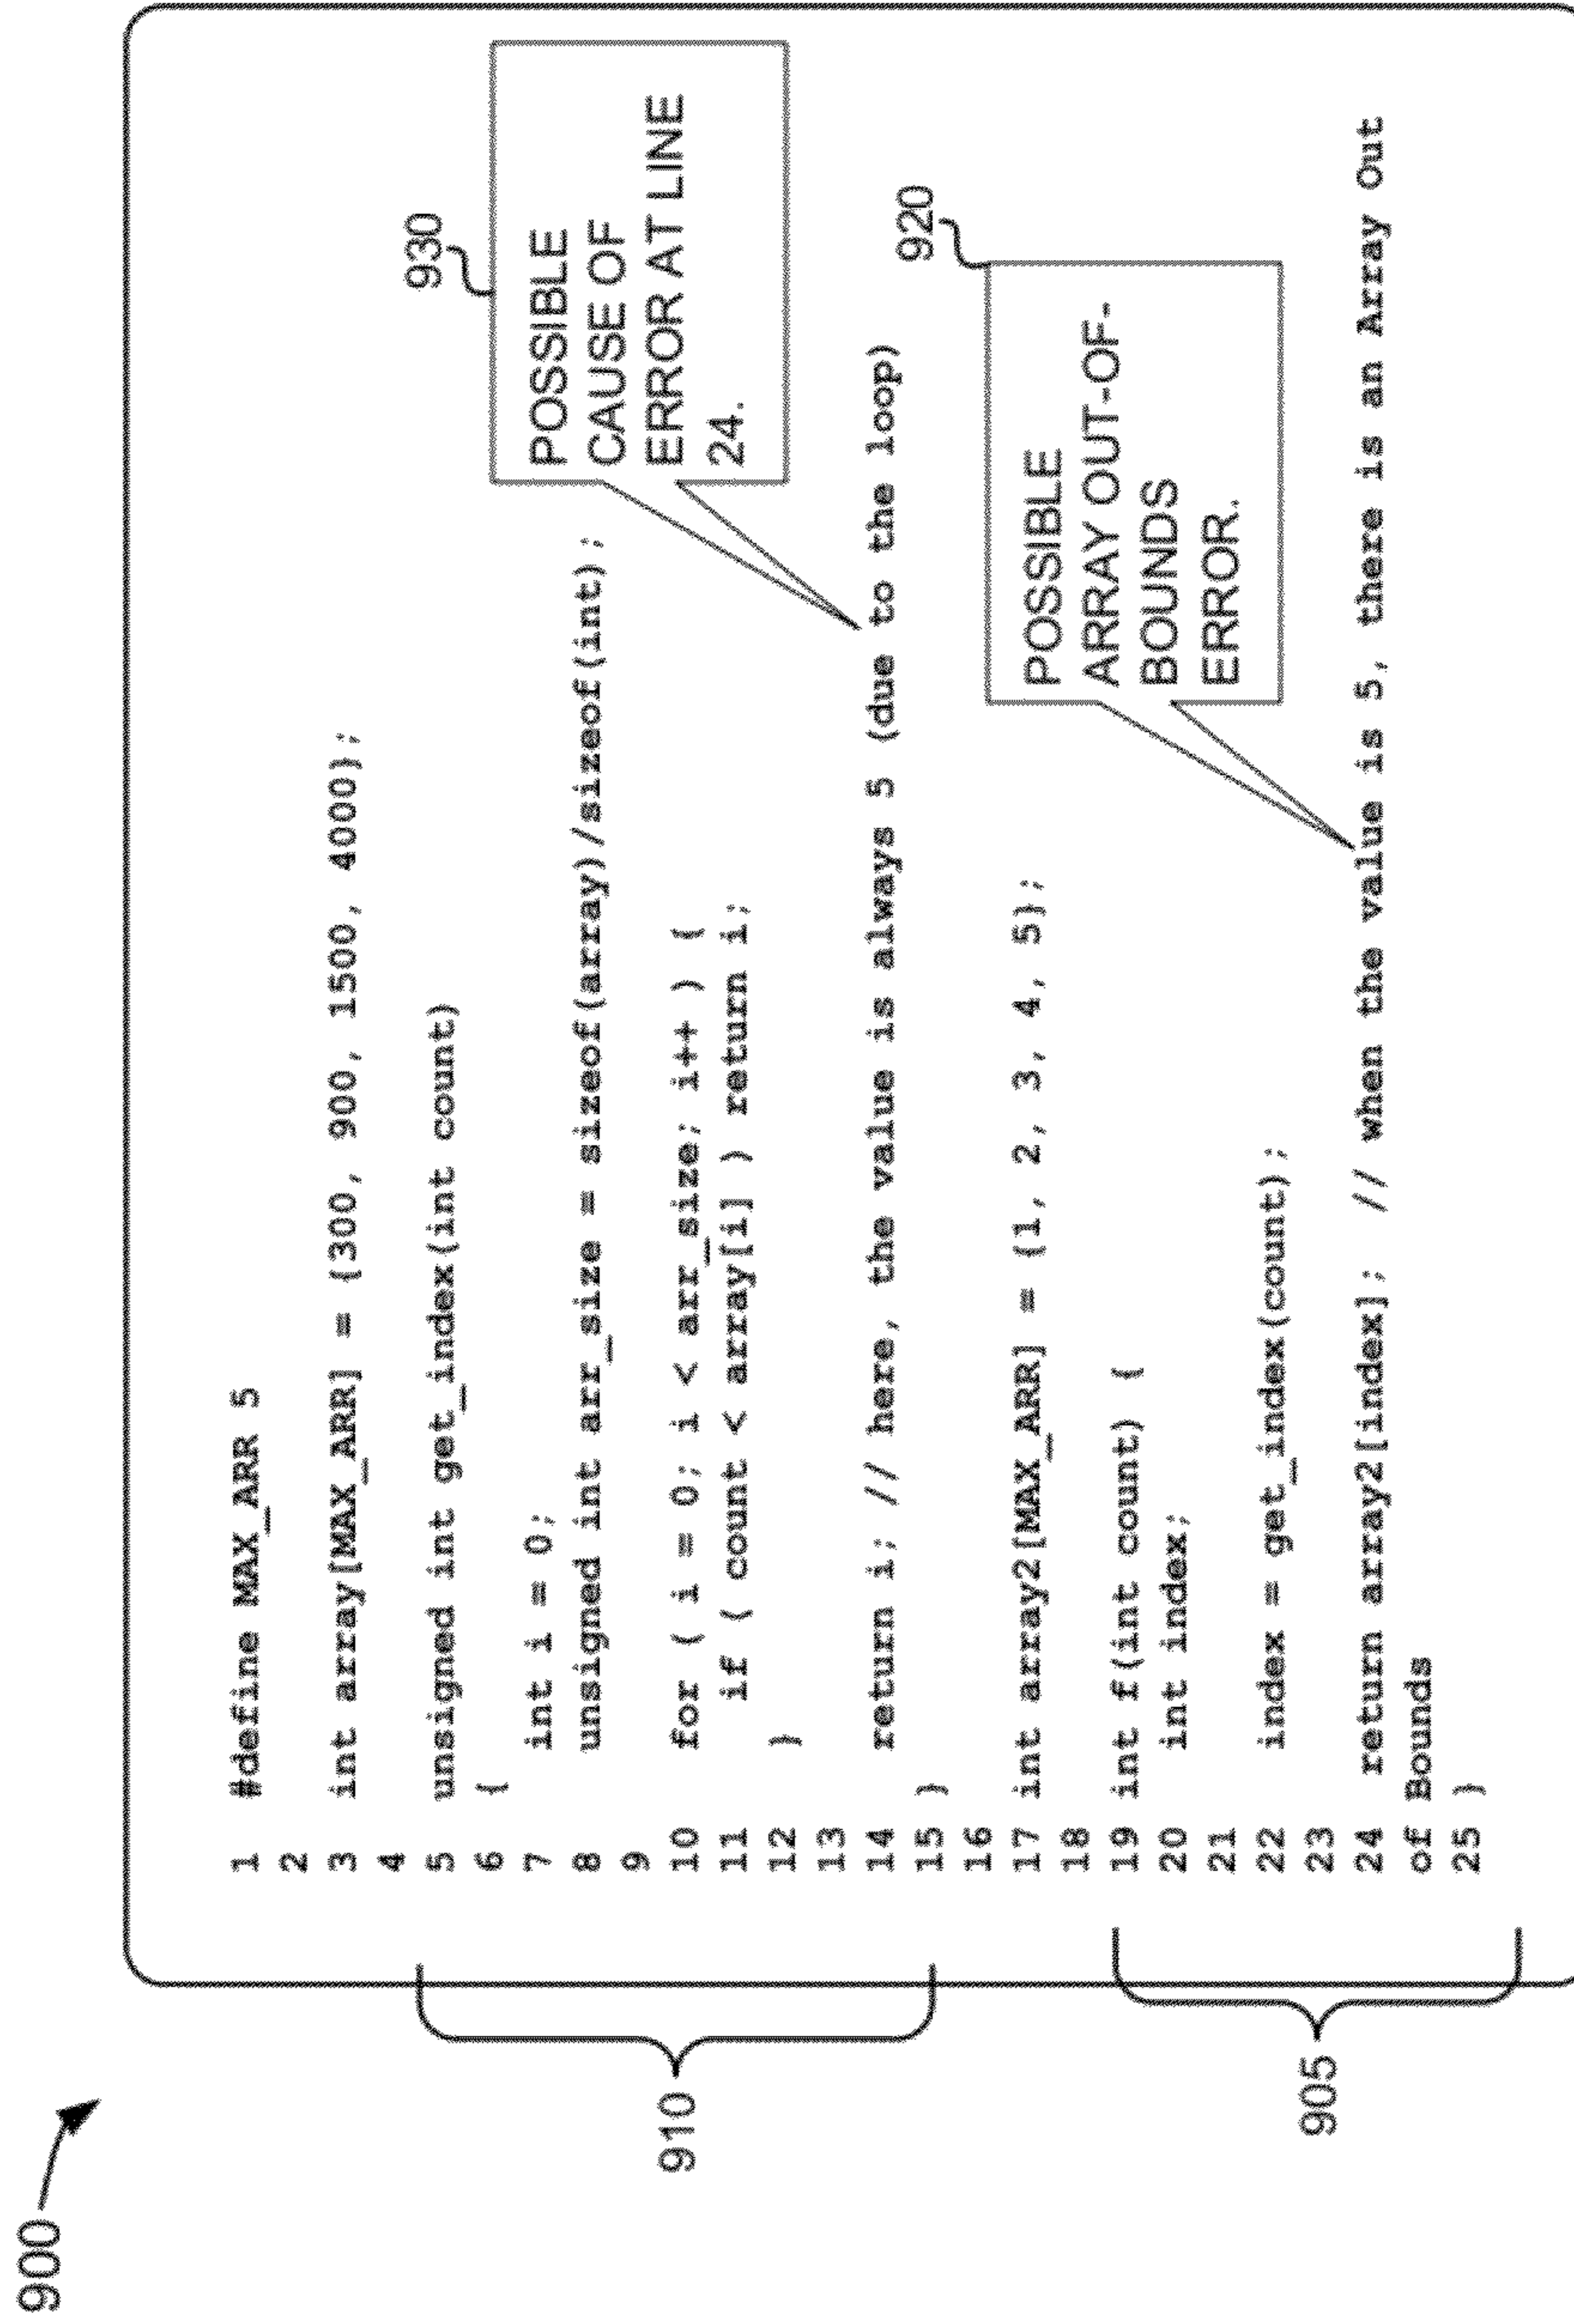 900
1 #define MAX_ARR 5
2
3 int array[MAX_ARR] = {300, 900, 1500, 4000};
4
5 unsigned int get_index(int count)
6 {
7 int i = 0;
8 unsigned int arr_size = sizeof(array)/sizeof(int);
9
10 for ( i = 0; i < arr_size; i++ ) {
11 if ( count < array[i] ) return i;
12 }
13
14 return i; // here, the value is always 5 (due to the loop)
15 }
16
17 int array2[MAX_ARR] = {1, 2, 3, 4, 5};
18
19 int f(int count) {
20 int index;
21
22 index = get_index(count);
23
24 return array2[index]; // when the value is 5, there is an Array Out
of Bounds
25 }
910
905
930
POSSIBLE
CAUSE OF
ERROR AT LINE
24.
920
POSSIBLE
ARRAY OUT-OF-
BOUNDS
ERROR.